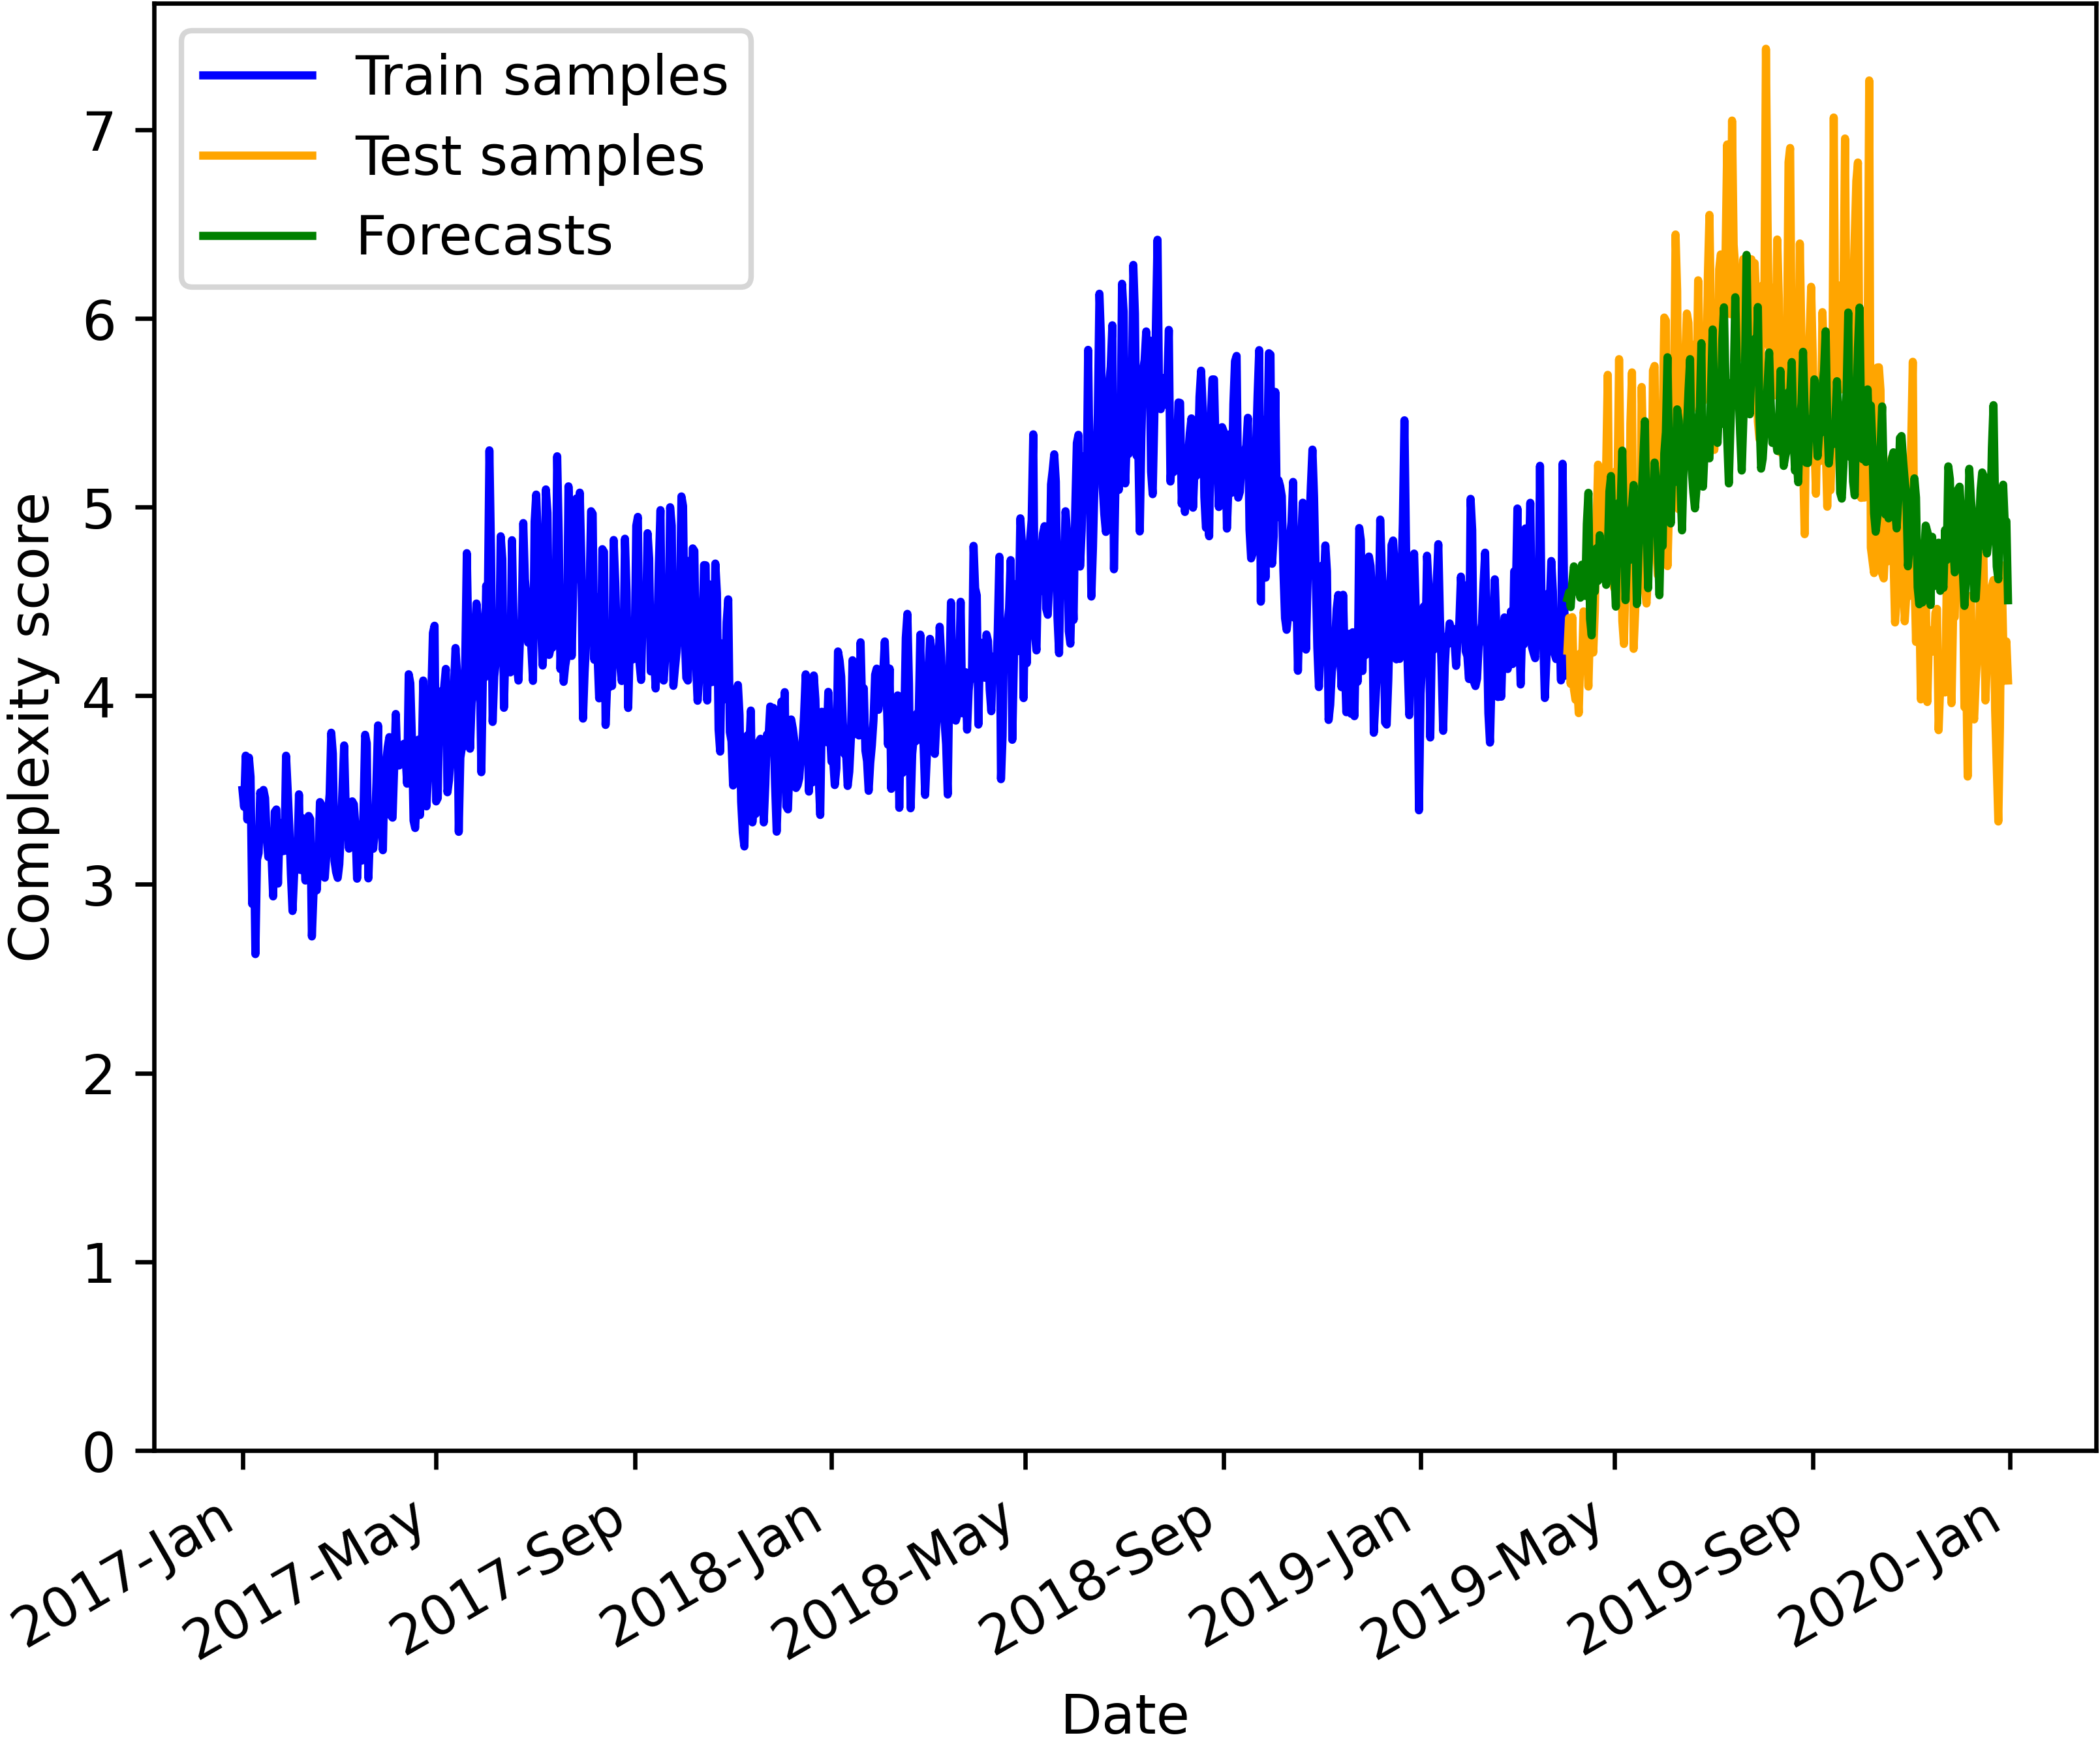 Train samples
Test samples
Forecasts
7
6
5
4
3
2
1
0
Complexity score
2017-Jan
2017-May
2017-Sep
2018-Jan
2018-May
2018-Sep
2019-Jan
2019-May
2019-Sep
2020-Jan
Date